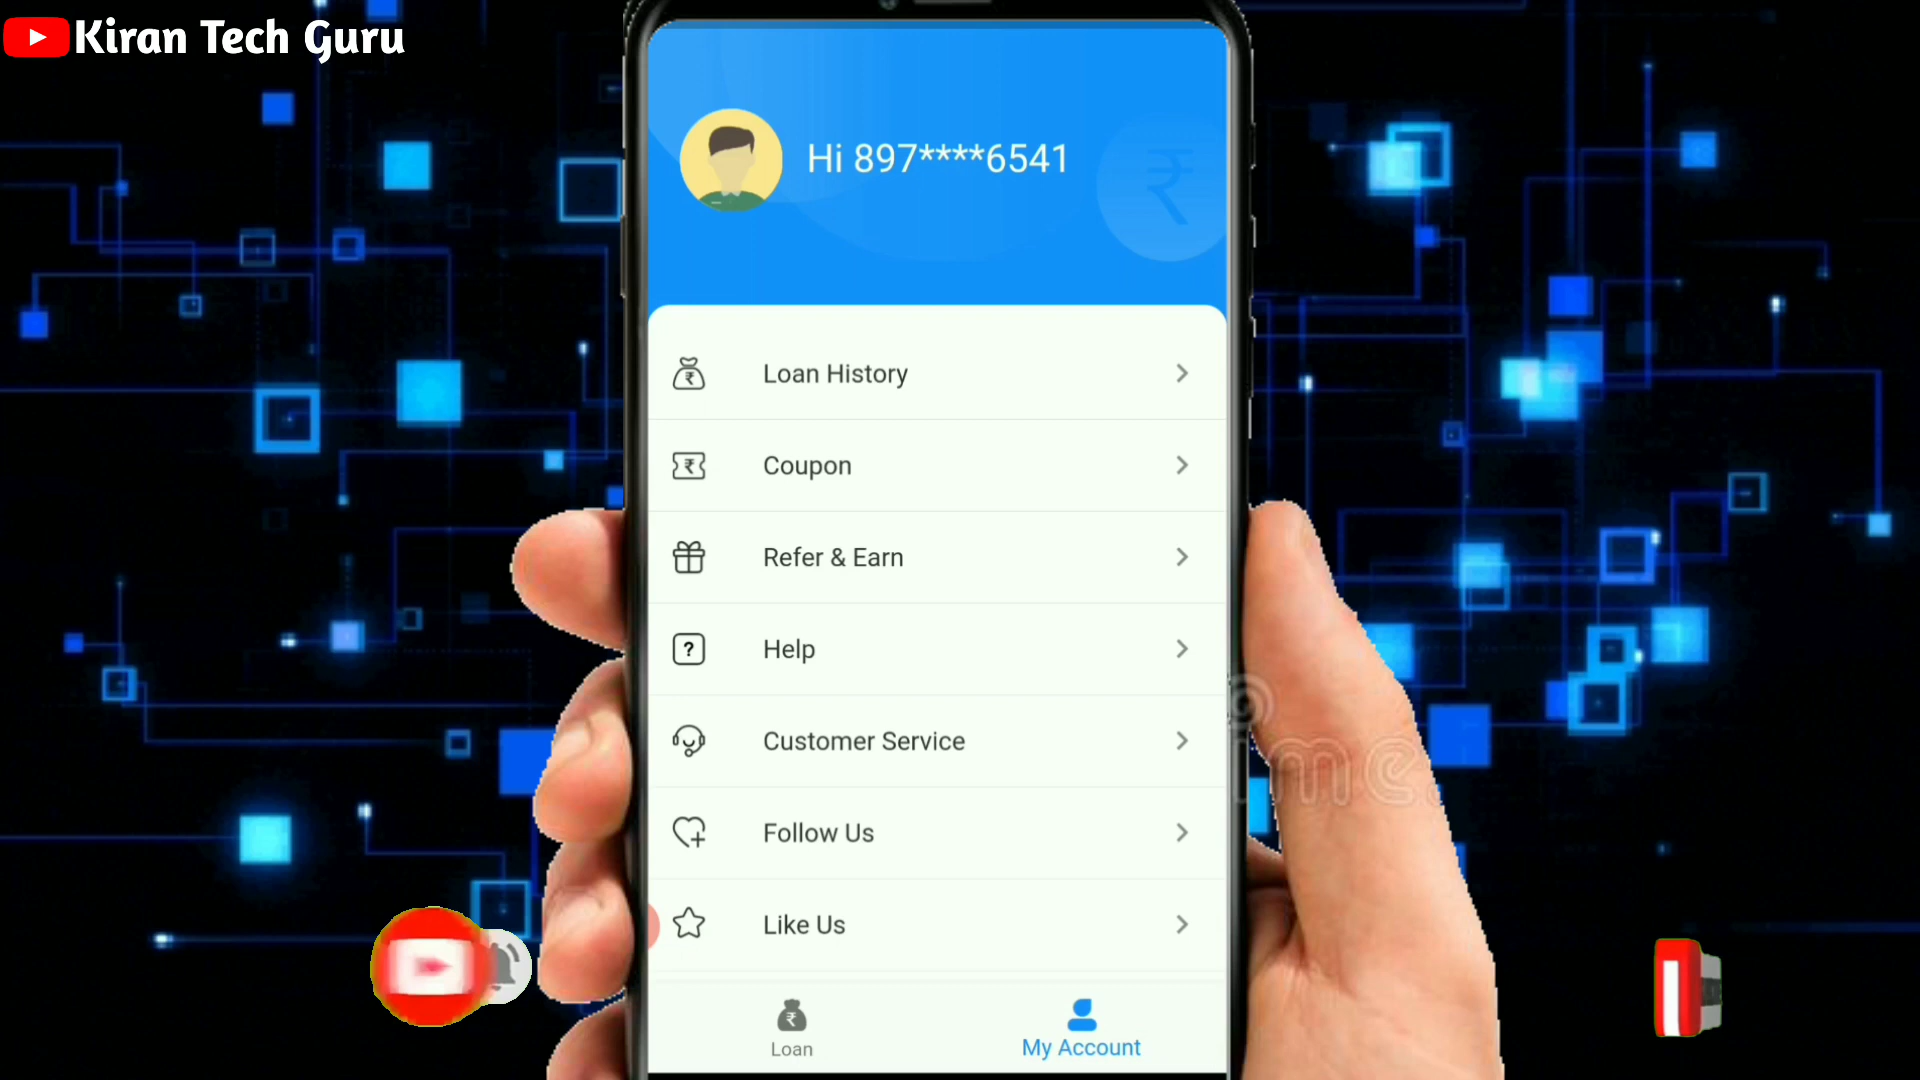 Kiran Tech Guru
Hi 897****6541
Loan History
Coupon
Refer & Earn
Help
Customer Service
Follow Us
Like Us
Loan
My Account